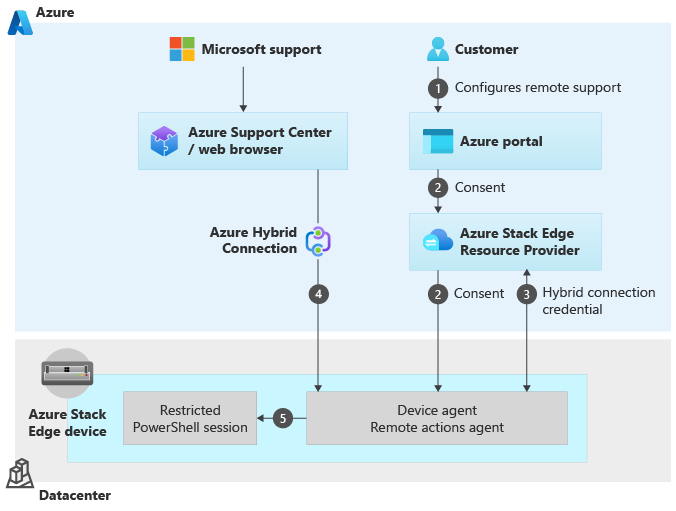 Azure
Microsoft support
Customer
1
Configures remote support
Azure Support Center
/ web browser
Azure portal
2
Consent
Azure Hybrid
Connection
Azure Stack Edge
Resource Provider
4
2
Consent
3
Hybrid connection
credential
Azure Stack
Edge device
Restricted
PowerShell session
5
Device agent
Remote actions agent
Datacenter